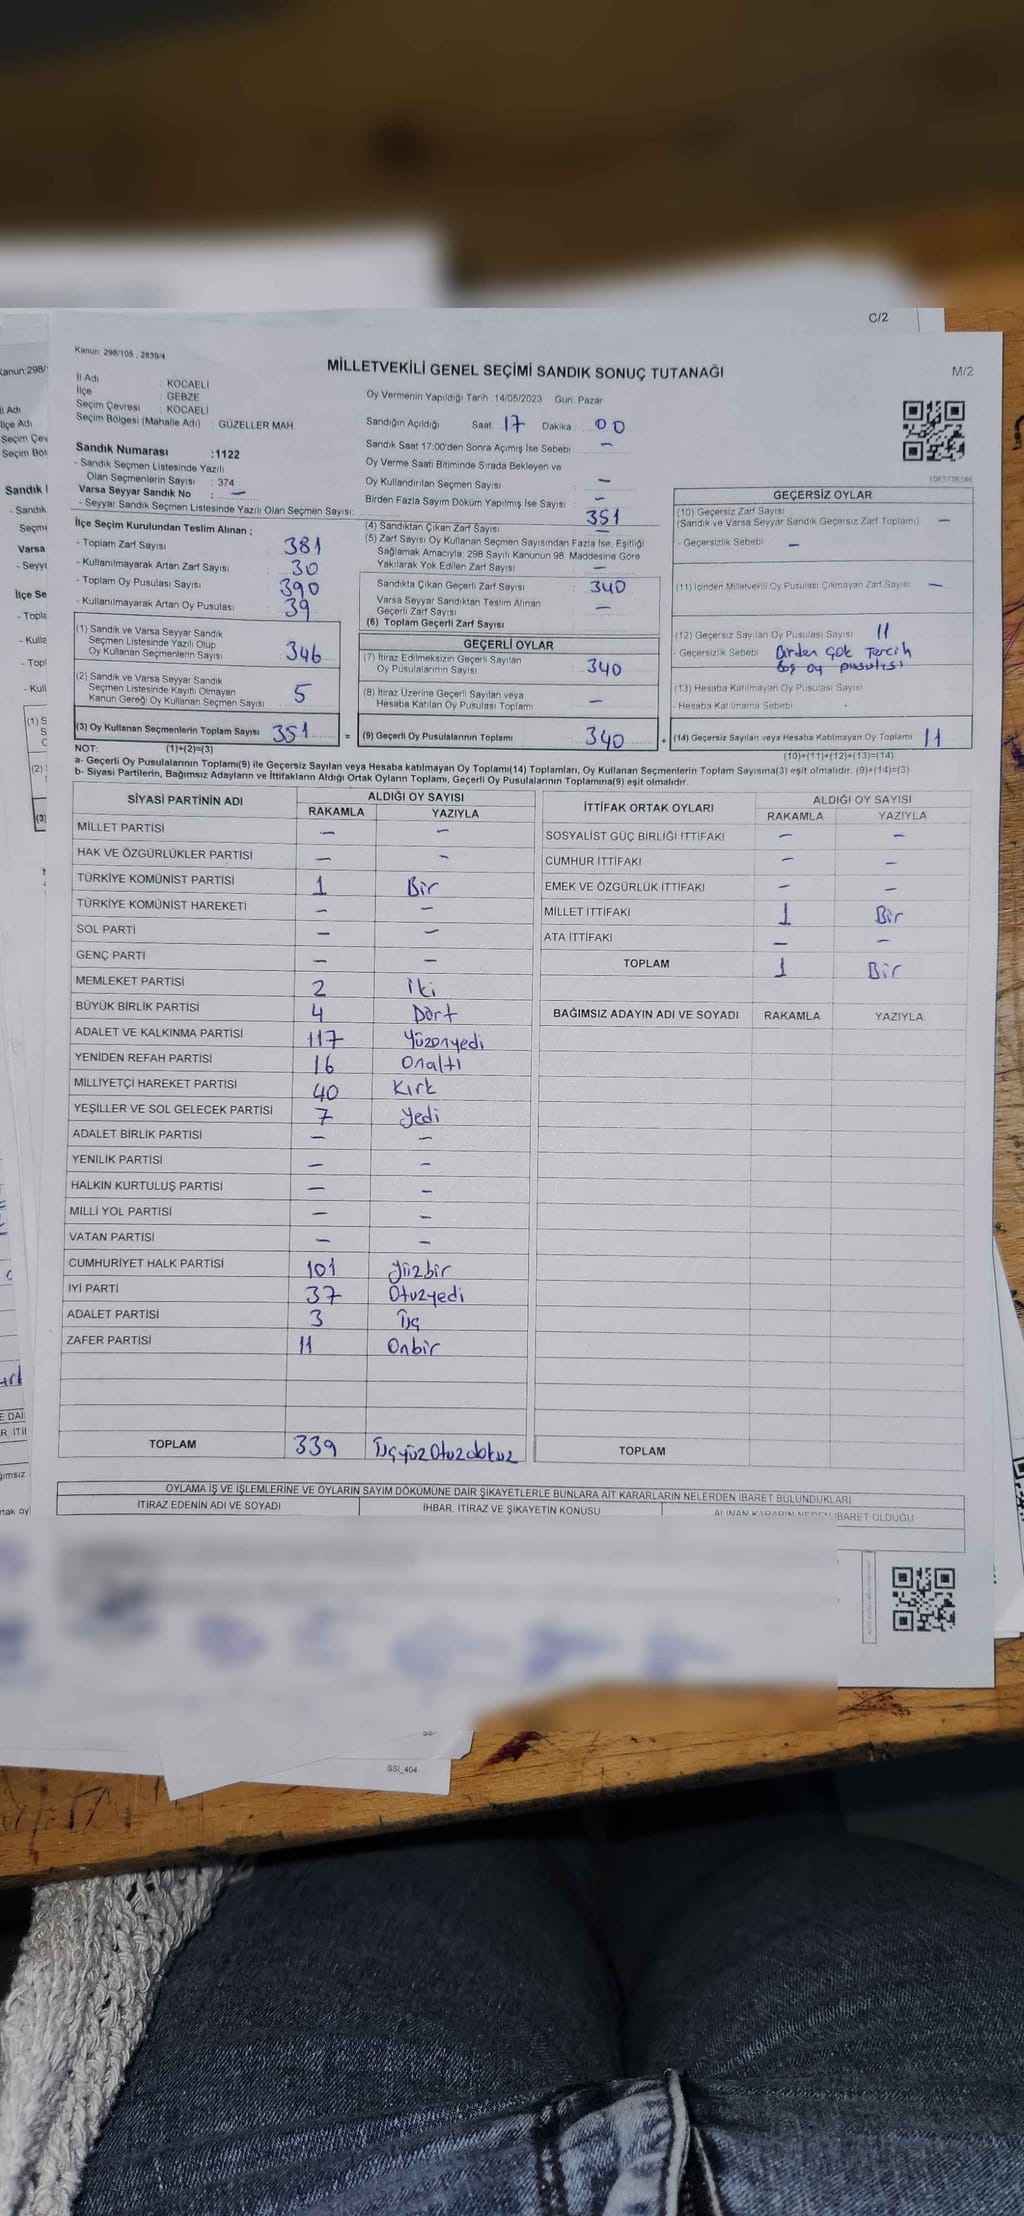 C/2
Kanun: 298/105 , 2839/4
MİLLETVEKİLİ GENEL SEÇİMİ SANDIK SONUÇ TUTANAĞI
M/2
İl Adı : KOCAELİ
İlçe : GEBZE
Seçim Çevresi : KOCAELİ
Seçim Bölgesi (Mahalle Adı) : GÜZELLER MAH.
Sandık Numarası :1122
- Sandık Seçmen Listesinde Yazılı
Olan Seçmenlerin Sayısı : 374
Varsa Seyyar Sandık No : –
- Seyyar Sandık Seçmen Listesinde Yazılı Olan Seçmen Sayısı:
Oy Vermenin Yapıldığı Tarih :14/05/2023 Gün: Pazar
Sandığın Açıldığı Saat: 17 Dakika: 00
Sandık Saat 17:00'den Sonra Açımış İse Sebebi : –
Oy Verme Saati Bitiminde Sırada Bekleyen ve
Oy Kullandırılan Seçmen Sayısı : –
Birden Fazla Sayım Döküm Yapılmış İse Sayısı : –
İlçe Seçim Kurulundan Teslim Alınan ;
- Toplam Zarf Sayısı : 381
- Kullanılmayarak Artan Zarf Sayısı : 30
- Toplam Oy Pusulası Sayısı : 390
- Kullanılmayarak Artan Oy Pusulası : 39
(1) Sandık ve Varsa Seyyar Sandık
Seçmen Listesinde Yazılı Olup
Oy Kullanan Seçmenlerin Sayısı : 346
(2) Sandık ve Varsa Seyyar Sandık
Seçmen Listesinde Kayıtlı Olmayan
Kanun Gereği Oy Kullanan Seçmen Sayısı : 5
(3) Oy Kullanan Seçmenlerin Toplam Sayısı : 351
(4) Sandıktan Çıkan Zarf Sayısı : 351
(5) Zarf Sayısı Oy Kullanan Seçmen Sayısından Fazla İse, Eşitliği
Sağlamak Amacıyla; 298 Sayılı Kanunun 98. Maddesine Göre
Yakılarak Yok Edilen Zarf Sayısı : –
Sandıkta Çıkan Geçerli Zarf Sayısı : 340
Varsa Seyyar Sandıktan Teslim Alınan
Geçerli Zarf Sayısı : –
(6) Toplam Geçerli Zarf Sayısı :
GEÇERLİ OYLAR
(7) İtiraz Edilmeksizin Geçerli Sayılan
Oy Pusulalarının Sayısı : 340
(8) İtiraz Üzerine Geçerli Sayılan veya
Hesaba Katılan Oy Pusulası Toplamı : –
= (9) Geçerli Oy Pusulalarının Toplamı : 340
GEÇERSİZ OYLAR
(10) Geçersiz Zarf Sayısı
(Sandık ve Varsa Seyyar Sandık Geçersiz Zarf Toplamı) : –
- Geçersizlik Sebebi : –
(11) İçinden Milletvekili Oy Pusulası Çıkmayan Zarf Sayısı : –
(12) Geçersiz Sayılan Oy Pusulası Sayısı : 11
- Geçersizlik Sebebi : Birden Çok Tercih
Boş oy pusulası
(13) Hesaba Katılmayan Oy Pusulası Sayısı :
- Hesaba Katılmama Sebebi :
+ (14) Geçersiz Sayılan veya Hesaba Katılmayan Oy Toplamı : 11
NOT: (1)+(2)=(3)
(10)+(11)+(12)+(13)=(14)
a- Geçerli Oy Pusulalarının Toplamı(9) ile Geçersiz Sayılan veya Hesaba katılmayan Oy Toplamı(14) Toplamları, Oy Kullanan Seçmenlerin Toplam Sayısına(3) eşit olmalıdır. (9)+(14)=(3)
b- Siyasi Partilerin, Bağımsız Adayların ve İttifakların Aldığı Ortak Oyların Toplamı, Geçerli Oy Pusulalarının Toplamına(9) eşit olmalıdır.
SİYASİ PARTİNİN ADI ALDIĞI OY SAYISI
RAKAMLA YAZIYLA
MİLLET PARTİSİ – –
HAK VE ÖZGÜRLÜKLER PARTİSİ – –
TÜRKİYE KOMÜNİST PARTİSİ 1 Bir
TÜRKİYE KOMÜNİST HAREKETİ – –
SOL PARTİ – –
GENÇ PARTİ – –
MEMLEKET PARTİSİ 2 İki
BÜYÜK BİRLİK PARTİSİ 4 Dört
ADALET VE KALKINMA PARTİSİ 117 Yüzonyedi
YENİDEN REFAH PARTİSİ 16 Onaltı
MİLLİYETÇİ HAREKET PARTİSİ 40 Kırk
YEŞİLLER VE SOL GELECEK PARTİSİ 7 Yedi
ADALET BİRLİK PARTİSİ – –
YENİLİK PARTİSİ – –
HALKIN KURTULUŞ PARTİSİ – –
MİLLİ YOL PARTİSİ – –
VATAN PARTİSİ – –
CUMHURİYET HALK PARTİSİ 101 Yüzbir
İYİ PARTİ 37 Otuzyedi
ADALET PARTİSİ 3 Üç
ZAFER PARTİSİ 11 Onbir
TOPLAM 339 ÜçyüzOtuzdokuz
İTTİFAK ORTAK OYLARI ALDIĞI OY SAYISI
RAKAMLA YAZIYLA
SOSYALİST GÜÇ BİRLİĞİ İTTİFAKI – –
CUMHUR İTTİFAKI – –
EMEK VE ÖZGÜRLÜK İTTİFAKI – –
MİLLET İTTİFAKI 1 Bir
ATA İTTİFAKI – –
TOPLAM 1 Bir
BAĞIMSIZ ADAYIN ADI VE SOYADI RAKAMLA YAZIYLA
TOPLAM
OYLAMA İŞ VE İŞLEMLERİNE VE OYLARIN SAYIM DÖKÜMÜNE DAİR ŞİKAYETLERLE BUNLARA AİT KARARLARIN NELERDEN İBARET BULUNDUKLARI
İTİRAZ EDENİN ADI VE SOYADI İHBAR, İTİRAZ VE ŞİKAYETİN KONUSU ALINAN KARARIN NEDEN İBARET OLDUĞU
SSİ_404